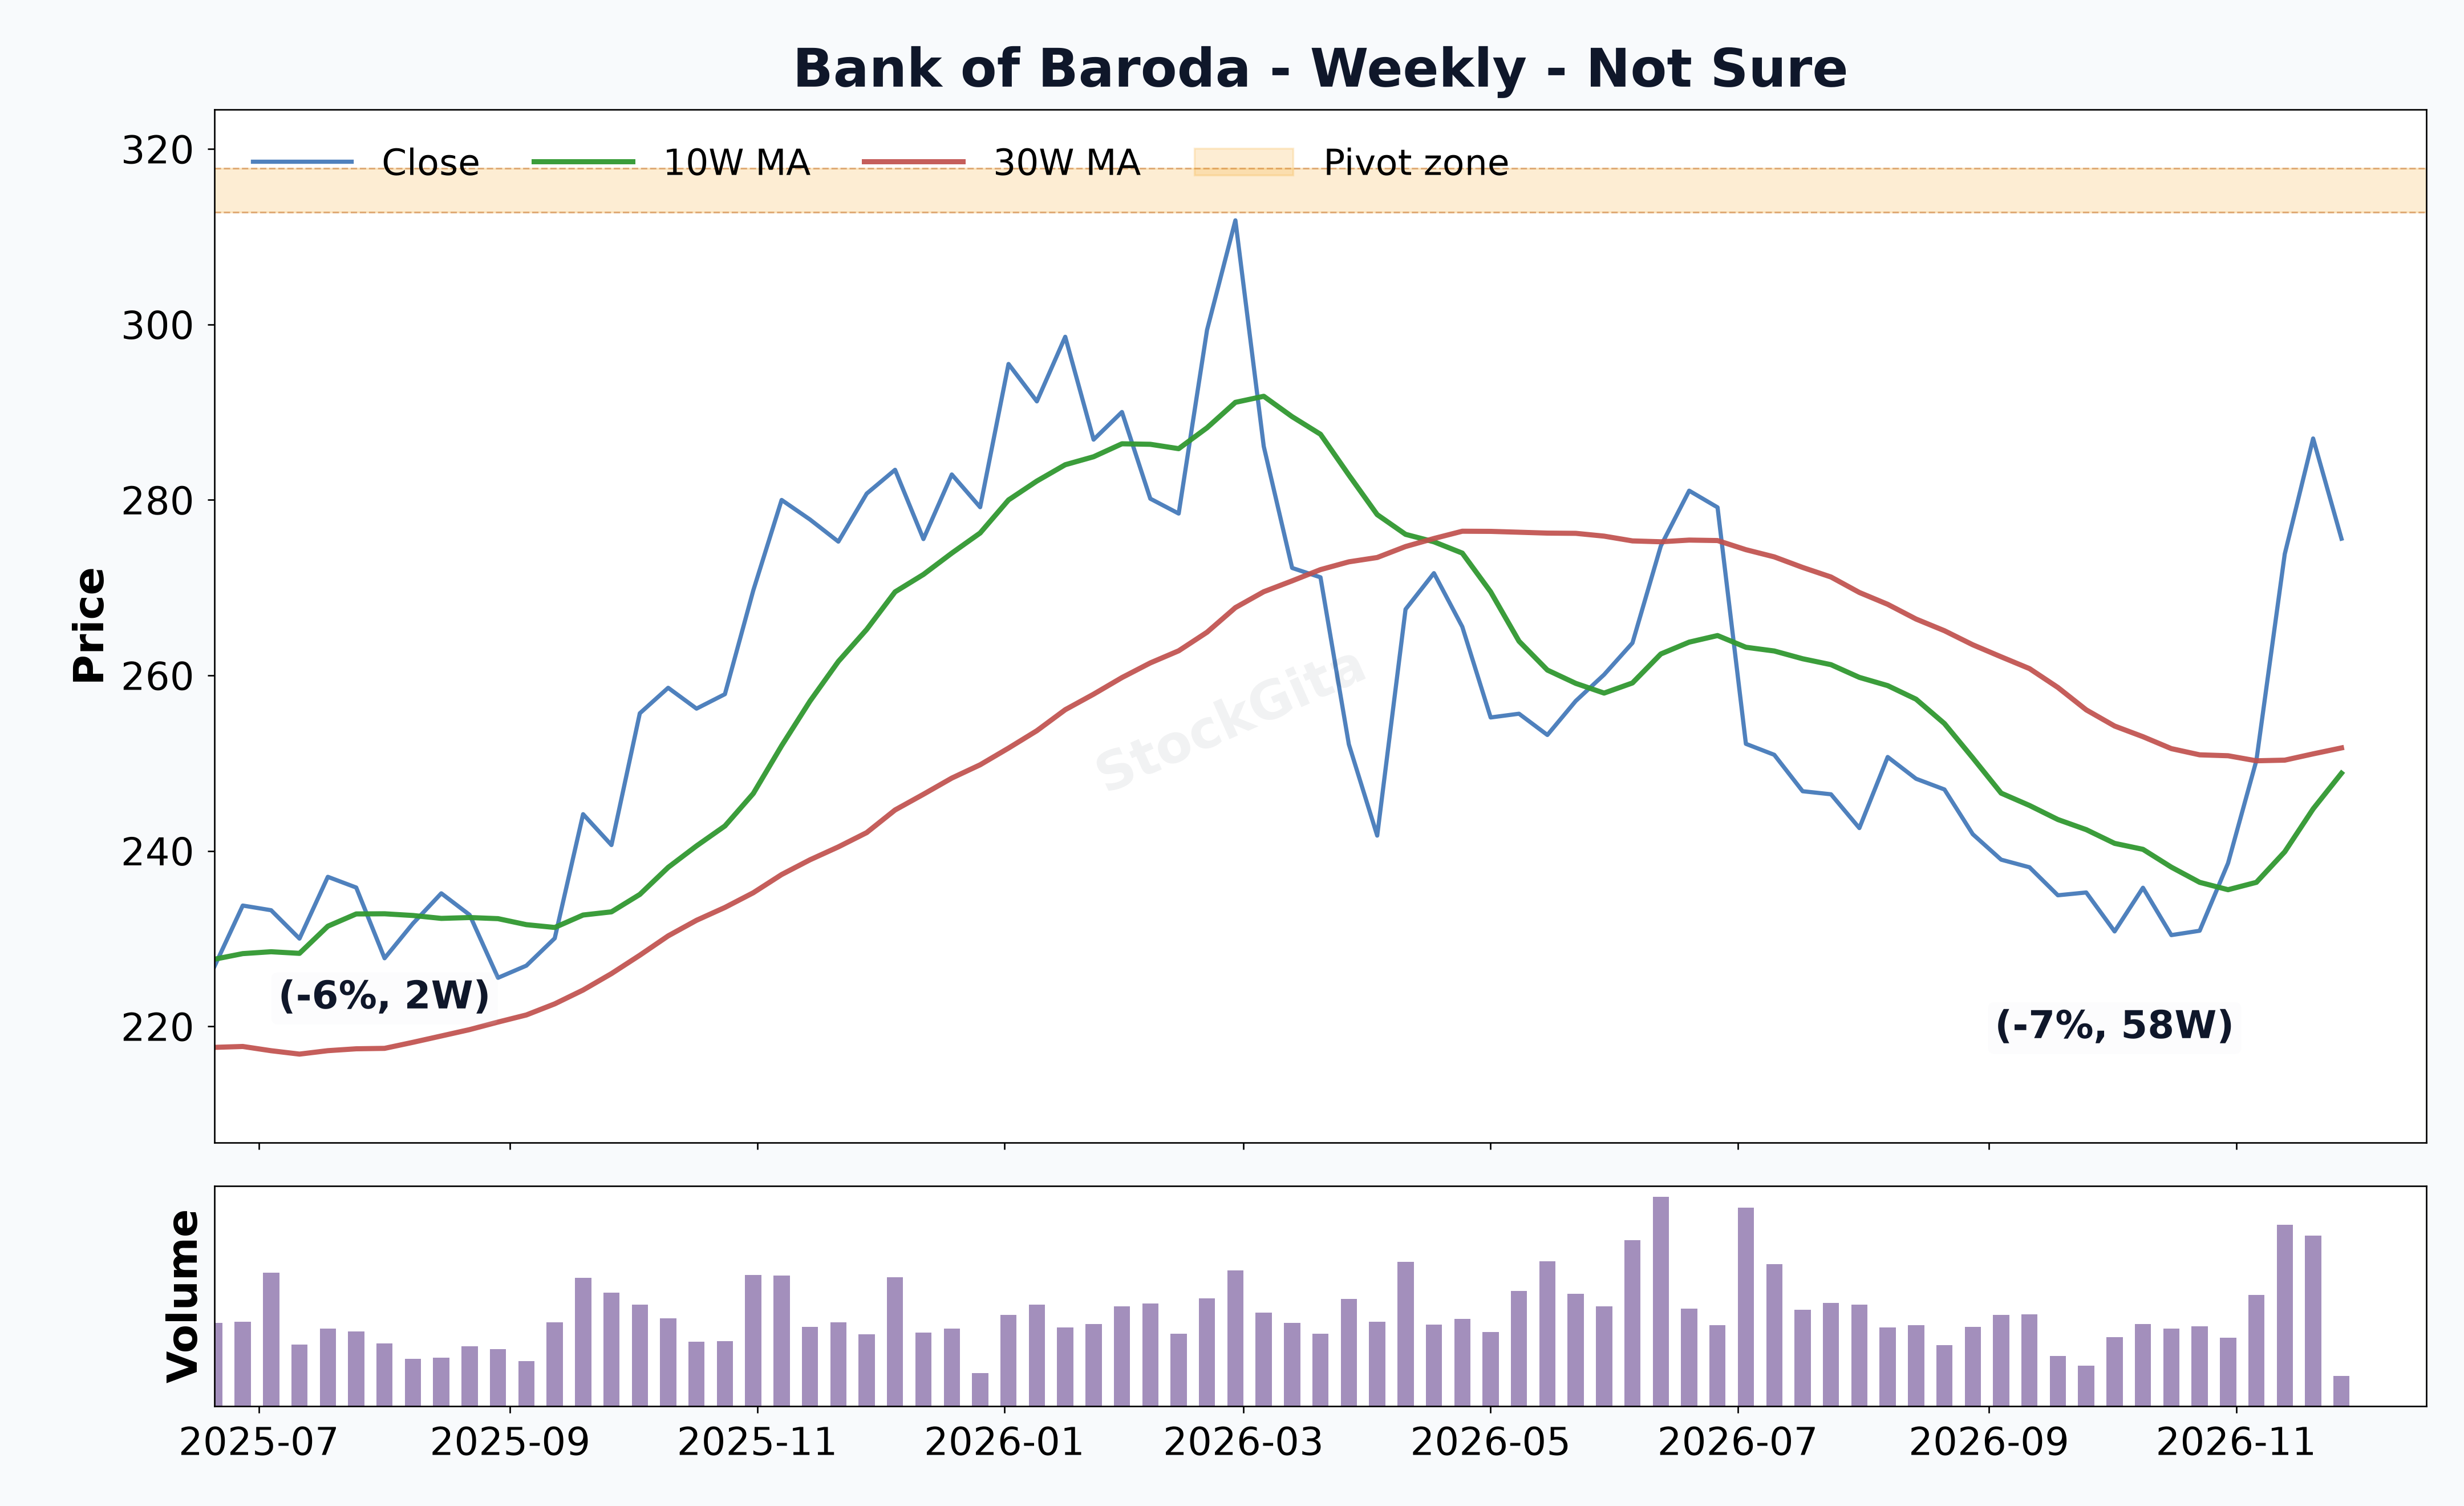 Bank of Baroda - Weekly - Not Sure
Close 10W MA 30W MA Pivot zone
320
300
280
260
240
220
Price
StockGita
(-6%, 2W)
(-7%, 58W)
Volume
2025-07 2025-09 2025-11 2026-01 2026-03 2026-05 2026-07 2026-09 2026-11